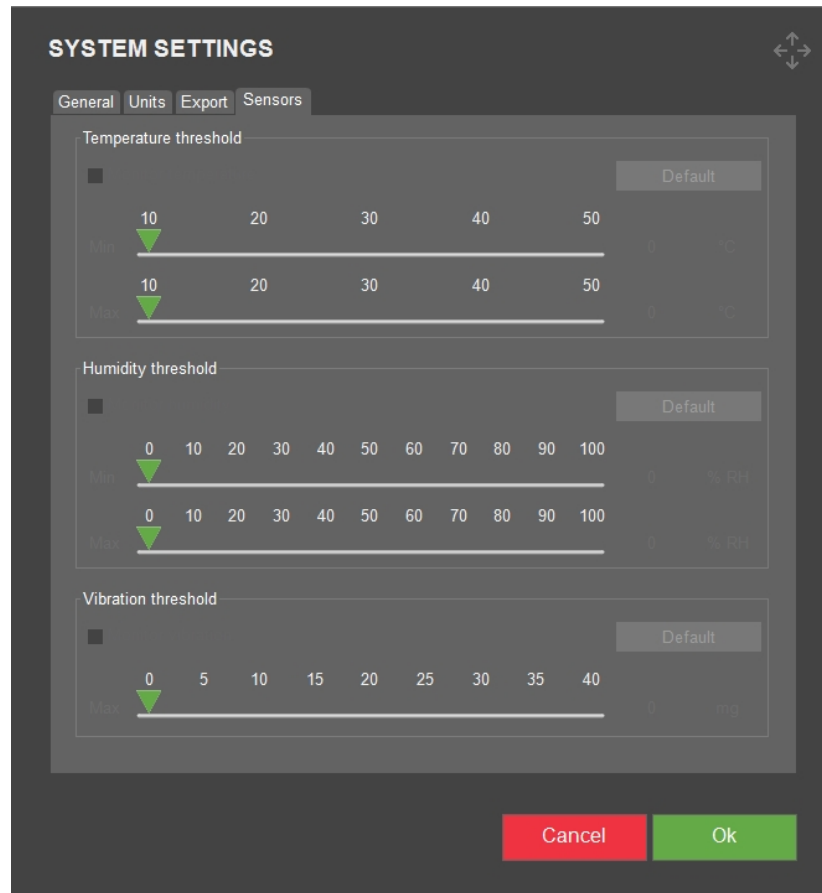 SYSTEM SETTINGS
General Units Export Sensors
Temperature threshold
Default
10 20 30 40 50
Min 0 °C
10 20 30 40 50
Max 0 °C
Humidity threshold
Default
0 10 20 30 40 50 60 70 80 90 100
Min 0 % RH
0 10 20 30 40 50 60 70 80 90 100
Max 0 % RH
Vibration threshold
Default
0 5 10 15 20 25 30 35 40
Max 0 mg
Cancel Ok